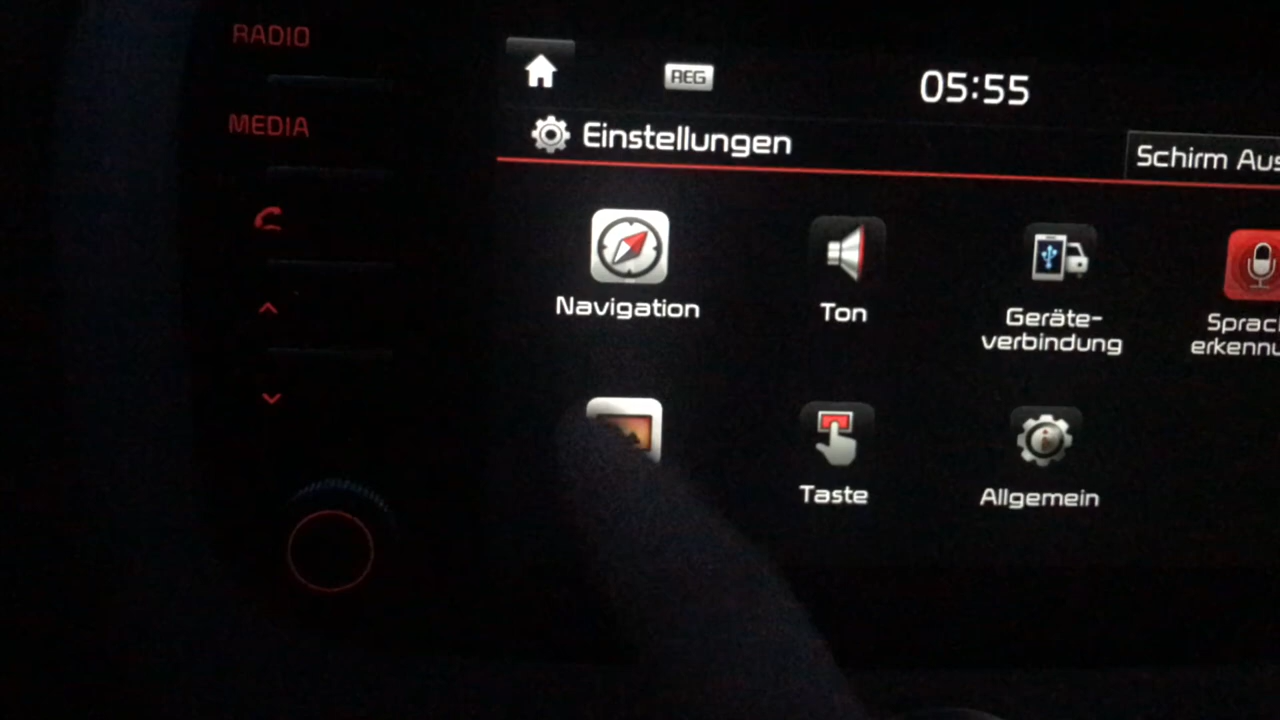 RADIO
REG
05:55
MEDIA
Einstellungen
Schirm Aus
Navigation
Ton
Geräte-
verbindung
Taste
Allgemein